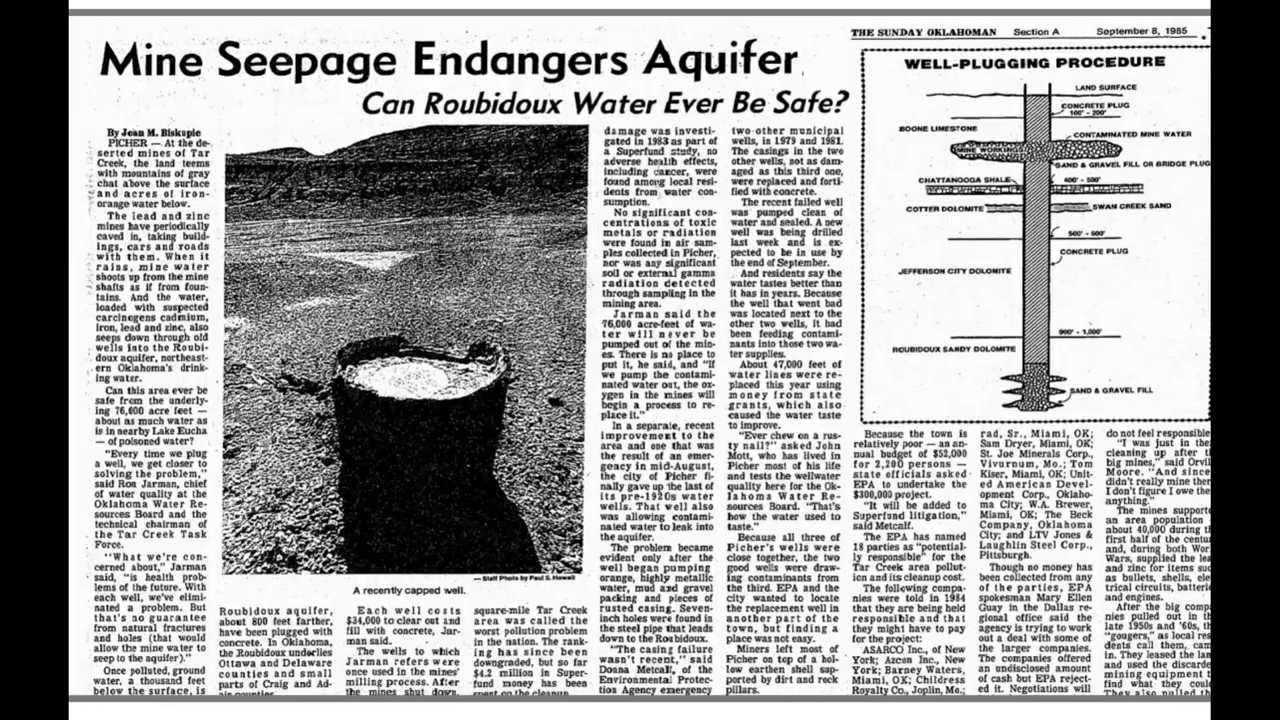 THE SUNDAY OKLAHOMAN Section A September 8, 1985
Mine Seepage Endangers Aquifer
Can Roubidoux Water Ever Be Safe?
By Jean M. Biskupic
PICHER — At the de-
serted mines of Tar
Creek, the land teems
with mountains of gray
chat above the surface
and acres of iron-
orange water below.
The lead and zinc
mines have periodically
caved in, taking build-
ings, cars and roads
with them. When it
rains, mine water
shoots up from the mine
shafts as if from foun-
tains. And the water,
loaded with suspected
carcinogens cadmium,
iron, lead and zinc, also
seeps down through old
wells into the Roubi-
doux aquifer, northeast-
ern Oklahoma's drink-
ing water.
Can this area ever be
safe from the underly-
ing 76,000 acre feet —
about as much water as
is in nearby Lake Eucha
— of poisoned water?
"Every time we plug
a well, we get closer to
solving the problem,"
said Ron Jarman, chief
of water quality at the
Oklahoma Water Re-
sources Board and the
technical chairman of
the Tar Creek Task
Force.
"What we're con-
cerned about," Jarman
said, "is health prob-
lems of the future. With
each well, we've elimi-
nated a problem. But
that's no guarantee
from natural fractures
and holes (that would
allow the mine water to
seep to the aquifer)."
Once polluted, ground
water, a thousand feet
below the surface, is
— Staff Photo by Paul S. Howell
A recently capped well.
Roubidoux aquifer,
about 800 feet farther,
have been plugged with
concrete. In Oklahoma,
the Roubidoux underlies
Ottawa and Delaware
counties and small
parts of Craig and Ad-
air counties.
Each well costs
$34,000 to clear out and
fill with concrete, Jar-
man said.
The wells to which
Jarman refers were
once used in the mines'
milling process. After
the mines shut down,
square-mile Tar Creek
area was called the
worst pollution problem
in the nation. The rank-
ing has since been
downgraded, but so far
$4.2 million in Super-
fund money has been
spent on the cleanup.
damage was investi-
gated in 1983 as part of
a Superfund study, no
adverse health effects,
including cancer, were
found among local resi-
dents from water con-
sumption.
No significant con-
centrations of toxic
metals or radiation
were found in air sam-
ples collected in Picher,
nor was any significant
soil or external gamma
radiation detected
through sampling in the
mining area.
Jarman said the
76,000 acre-feet of wa-
ter will never be
pumped out of the min-
es. There is no place to
put it, he said, and "if
we pump the contami-
nated water out, the ox-
ygen in the mines will
begin a process to re-
place it."
In a separate, recent
improvement to the
area and one that was
the result of an emer-
gency in mid-August,
the city of Picher fi-
nally gave up the last of
its pre-1920s water
wells. That well also
was allowing contami-
nated water to leak into
the aquifer.
The problem became
evident only after the
well began pumping
orange, highly metallic
water, mud and gravel
packing and pieces of
rusted casing. Seven-
inch holes were found in
the steel pipe that leads
down to the Roubidoux.
"The casing failure
wasn't recent," said
Donna Metcalf, of the
Environmental Protec-
tion Agency emergency
two other municipal
wells, in 1979 and 1981.
The casings in the two
other wells, not as dam-
aged as this third one,
were replaced and forti-
fied with concrete.
The recent failed well
was pumped clean of
water and sealed. A new
well was being drilled
last week and is ex-
pected to be in use by
the end of September.
And residents say the
water tastes better than
it has in years. Because
the well that went bad
was located next to the
other two wells, it had
been feeding contami-
nants into those two wa-
ter supplies.
About 47,000 feet of
water lines were re-
placed this year using
money from state
grants, which also
caused the water taste
to improve.
"Ever chew on a rus-
ty nail?" asked John
Mott, who has lived in
Picher most of his life
and tests the wellwater
quality here for the Ok-
lahoma Water Re-
sources Board. "That's
how the water used to
taste."
Because all three of
Picher's wells were
close together, the two
good wells were draw-
ing contaminants from
the third. EPA and the
city wanted to locate
the replacement well in
another part of the
town, but finding a
place was not easy.
Miners left most of
Picher on top of a hol-
low earthen shell sup-
ported by dirt and rock
pillars.
WELL-PLUGGING PROCEDURE
LAND SURFACE
CONCRETE PLUG
100' - 200'
BOONE LIMESTONE
CONTAMINATED MINE WATER
MINE WORKINGS
SAND & GRAVEL FILL OR BRIDGE PLUG
CHATTANOOGA SHALE
400' - 500'
COTTER DOLOMITE
SWAN CREEK SAND
500' - 600'
CONCRETE PLUG
JEFFERSON CITY DOLOMITE
900' - 1,000'
ROUBIDOUX SANDY DOLOMITE
SAND & GRAVEL FILL
Because the town is
relatively poor — an an-
nual budget of $52,000
for 2,200 persons —
state officials asked
EPA to undertake the
$300,000 project.
"It will be added to
Superfund litigation,"
said Metcalf.
The EPA has named
18 parties as "potential-
ly responsible" for the
Tar Creek area pollut-
ion and its cleanup cost.
The following compa-
nies were told in 1984
that they are being held
responsible and that
they might have to pay
for the project:
ASARCO Inc., of New
York; Azcon Inc., New
York; Barney Waters,
Miami, OK; Childress
Royalty Co., Joplin, Mo.;
rad, Sr., Miami, OK;
Sam Dryer, Miami, OK;
St. Joe Minerals Corp.,
Vivurnum, Mo.; Tom
Kiser, Miami, OK; Unit-
ed American Devel-
opment Corp., Oklaho-
ma City; W.A. Brewer,
Miami, OK; The Beck
Company, Oklahoma
City; and LTV Jones &
Laughlin Steel Corp.,
Pittsburgh.
Though no money has
been collected from any
of the parties, EPA
spokesman Mary Ellen
Guay in the Dallas re-
gional office said the
agency is trying to work
out a deal with some of
the larger companies.
The companies offered
an undisclosed amount
of cash but EPA reject-
ed it. Negotiations will
do not feel responsible
"I was just in the
cleaning up after t
big mines," said Orvil
Moore. "And since
didn't really mine ther
I don't figure I owe the
anything."
The mines supporte
an area population
about 40,000 during t
first half of the centu
and, during both Wor
Wars, supplied the lea
and zinc for items suc
as bullets, shells, ele
trical circuits, batterie
and engines.
After the big comp
nies pulled out in th
late 1950s and '60s, th
"gougers," as local res
dents call them, cam
in. They leased the lan
and used the discarde
mining equipment t
find what they coul
They also pulled th